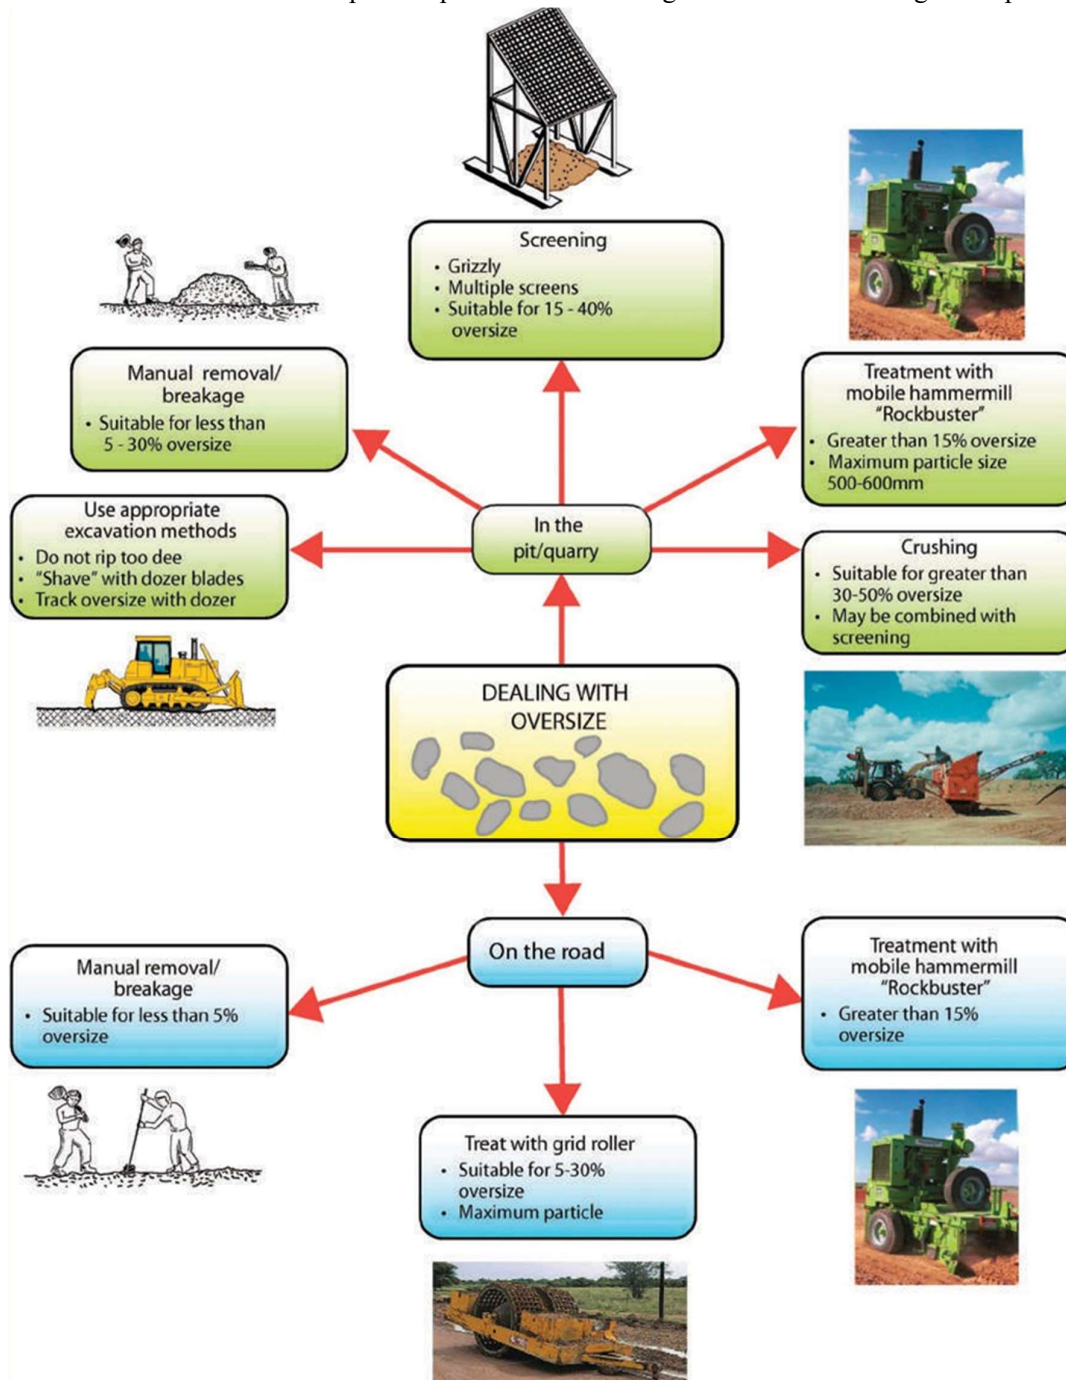 Screening
• Grizzly
• Multiple screens
• Suitable for 15 - 40%
oversize
Manual removal/
breakage
• Suitable for less than
5 - 30% oversize
Treatment with
mobile hammermill
"Rockbuster"
• Greater than 15% oversize
• Maximum particle size
500-600mm
Use appropriate
excavation methods
• Do not rip too dee
• "Shave" with dozer blades
• Track oversize with dozer
In the
pit/quarry
Crushing
• Suitable for greater than
30-50% oversize
• May be combined with
screening
DEALING WITH
OVERSIZE
On the road
Manual removal/
breakage
• Suitable for less than 5%
oversize
Treatment with
mobile hammermill
"Rockbuster"
• Greater than 15%
oversize
Treat with grid roller
• Suitable for 5-30%
oversize
• Maximum particle